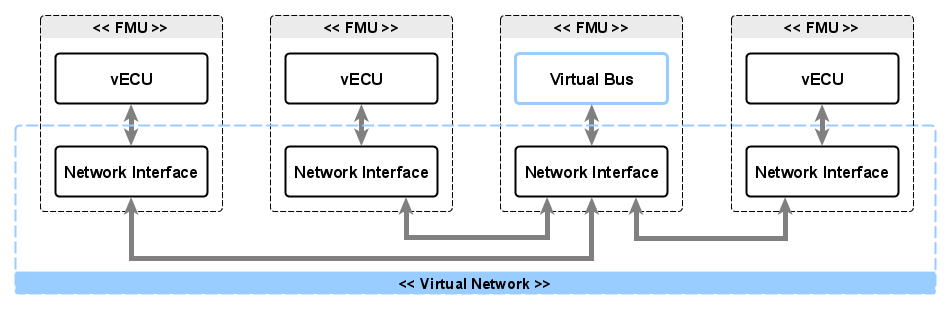 << FMU >>
<< FMU >>
<< FMU >>
<< FMU >>
vECU
vECU
Virtual Bus
vECU
Network Interface
Network Interface
Network Interface
Network Interface
<< Virtual Network >>